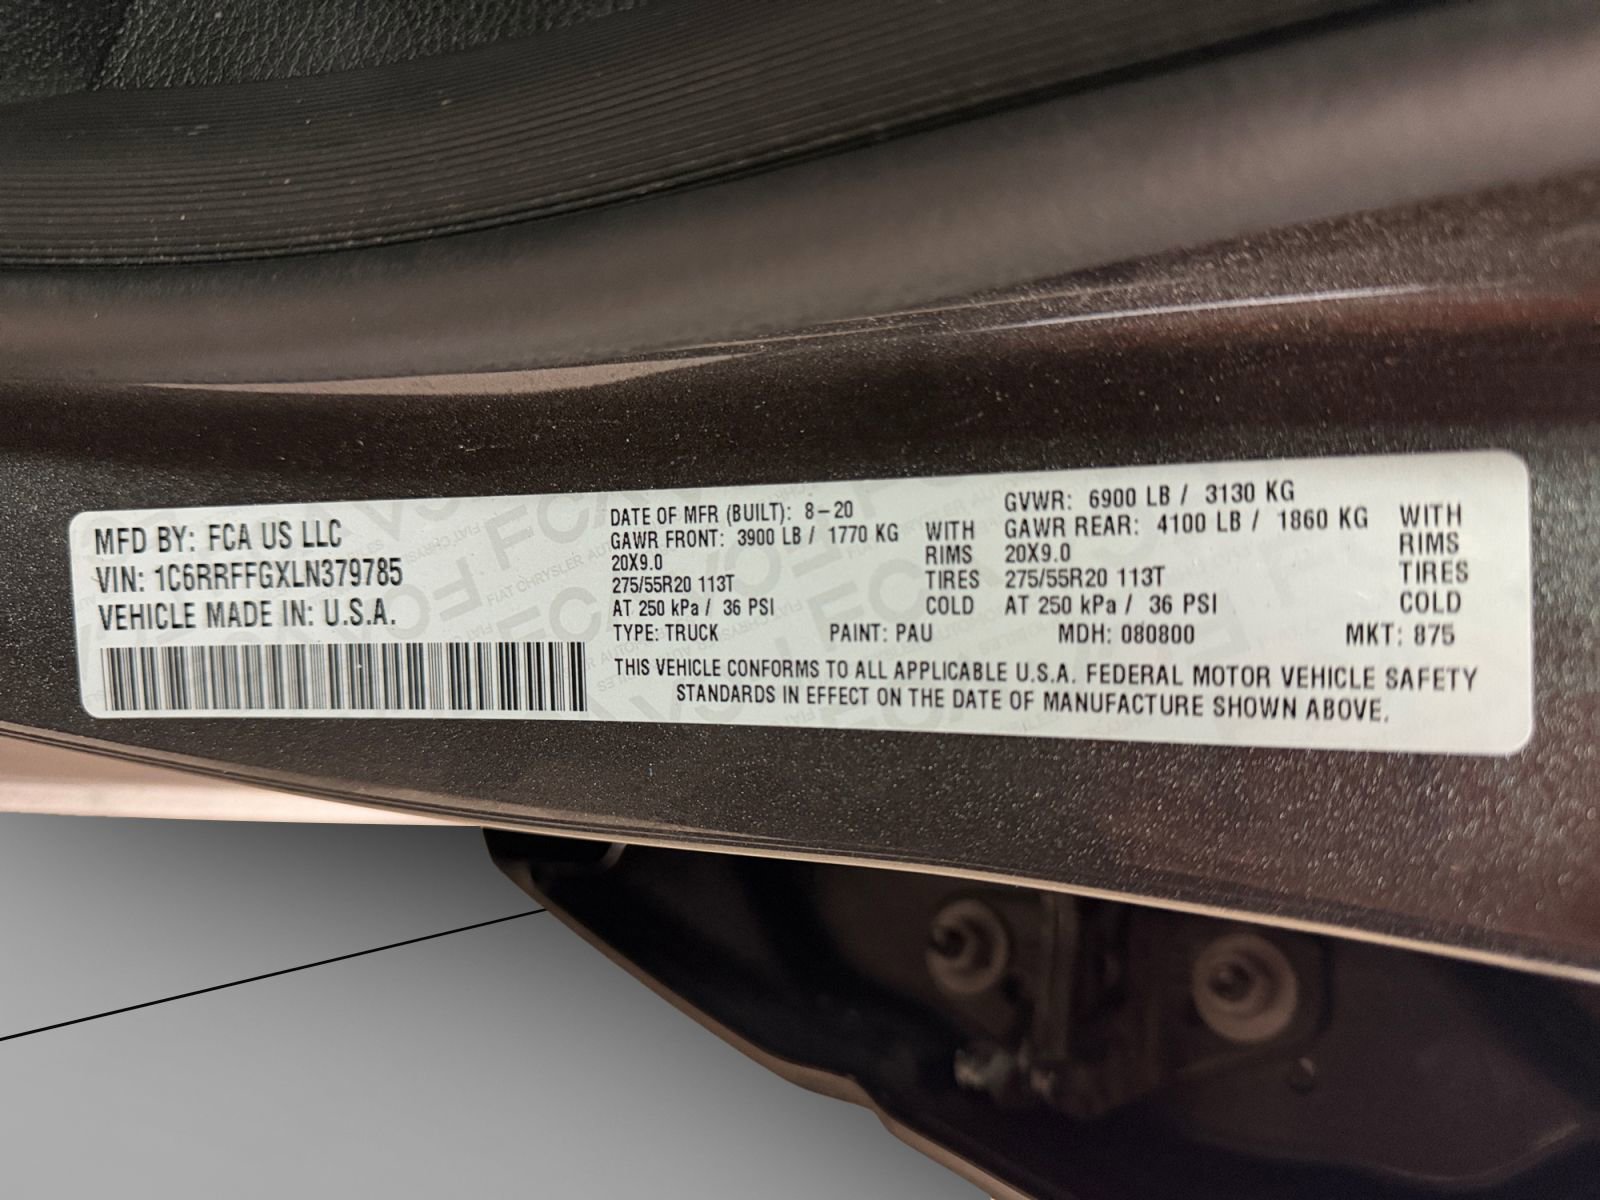 MFD BY: FCA US LLC
VIN: 1C6RRFFGXLN379785
VEHICLE MADE IN: U.S.A.
DATE OF MFR (BUILT): 8-20
GAWR FRONT: 3900 LB / 1770 KG WITH
20X9.0 RIMS
275/55R20 113T TIRES
AT 250 kPa / 36 PSI COLD
GVWR: 6900 LB / 3130 KG
GAWR REAR: 4100 LB / 1860 KG WITH
20X9.0 RIMS
275/55R20 113T TIRES
AT 250 kPa / 36 PSI COLD
TYPE: TRUCK PAINT: PAU MDH: 080800 MKT: 875
THIS VEHICLE CONFORMS TO ALL APPLICABLE U.S.A. FEDERAL MOTOR VEHICLE SAFETY
STANDARDS IN EFFECT ON THE DATE OF MANUFACTURE SHOWN ABOVE.